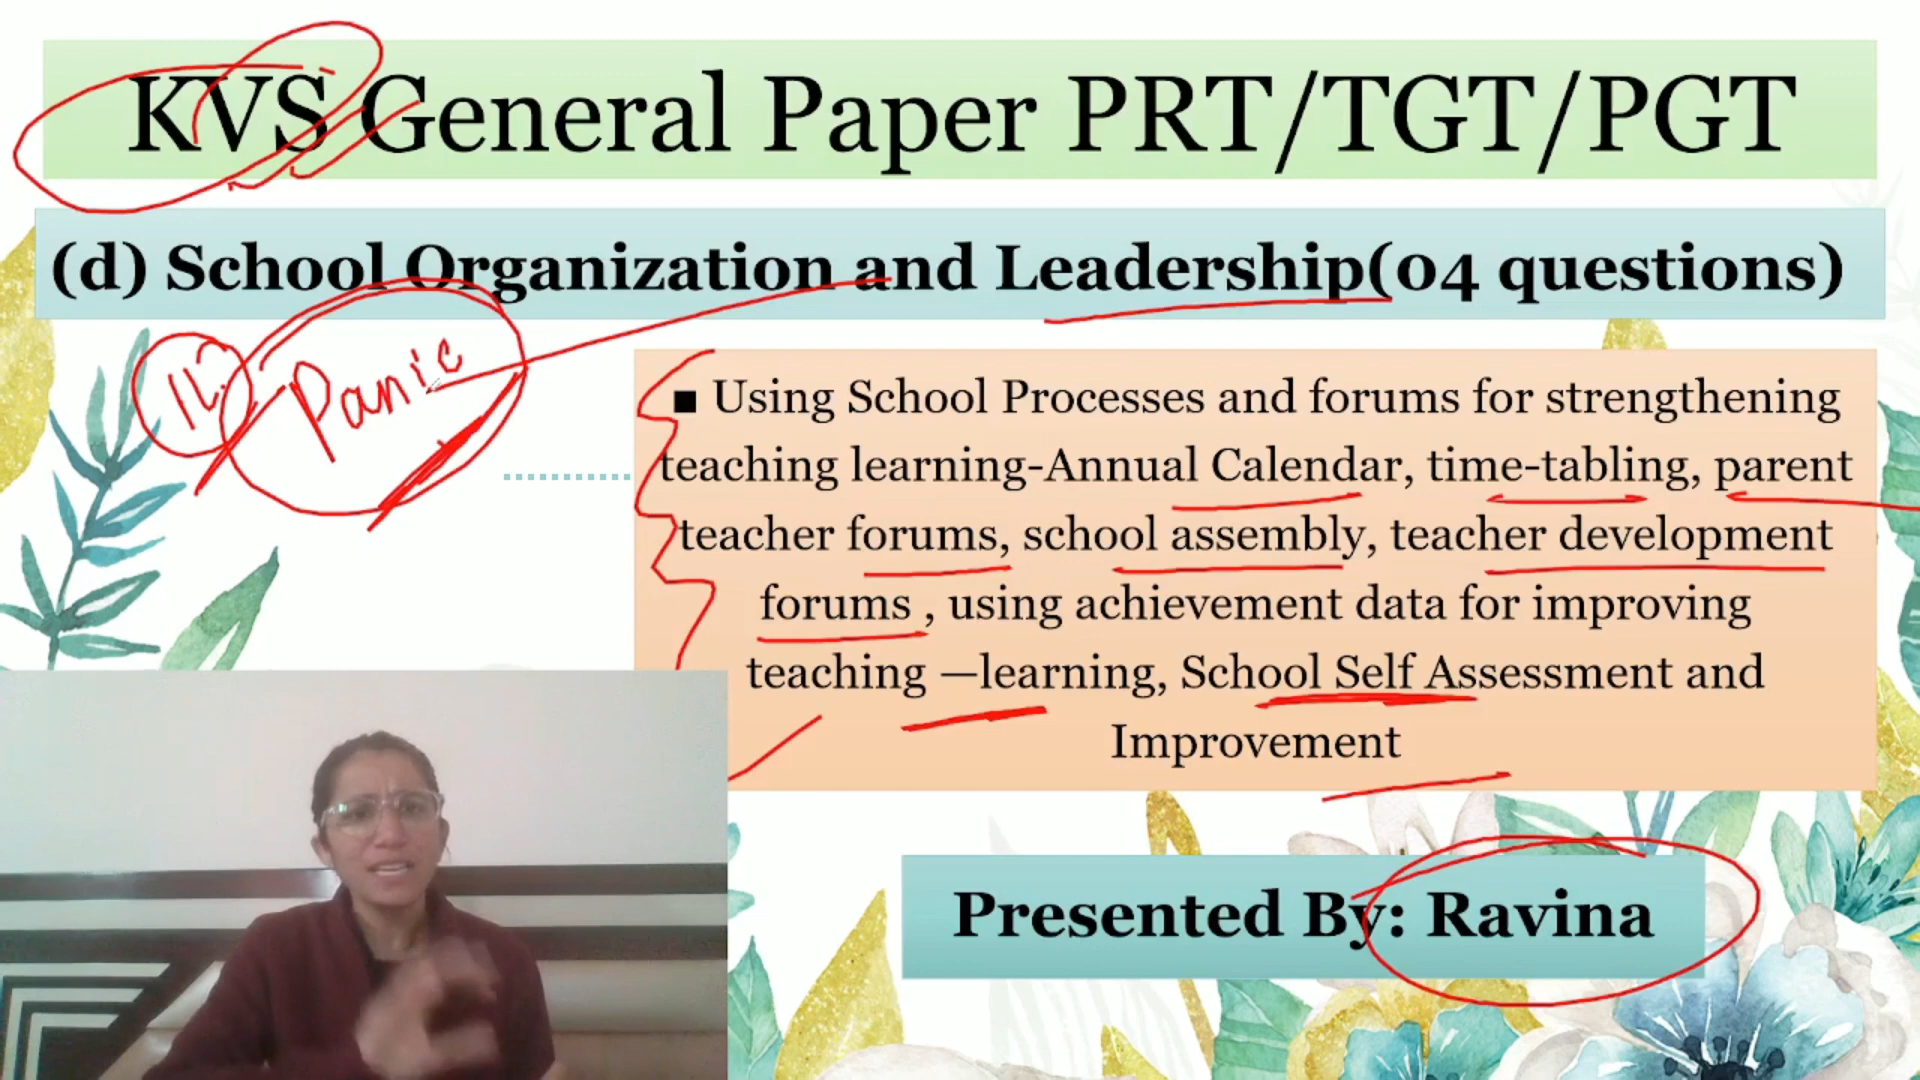 KVS General Paper PRT/TGT/PGT
(d) School Organization and Leadership(04 questions)
Panic
▪ Using School Processes and forums for strengthening
teaching learning-Annual Calendar, time-tabling, parent
teacher forums, school assembly, teacher development
forums , using achievement data for improving
teaching —learning, School Self Assessment and
Improvement
Presented By: Ravina